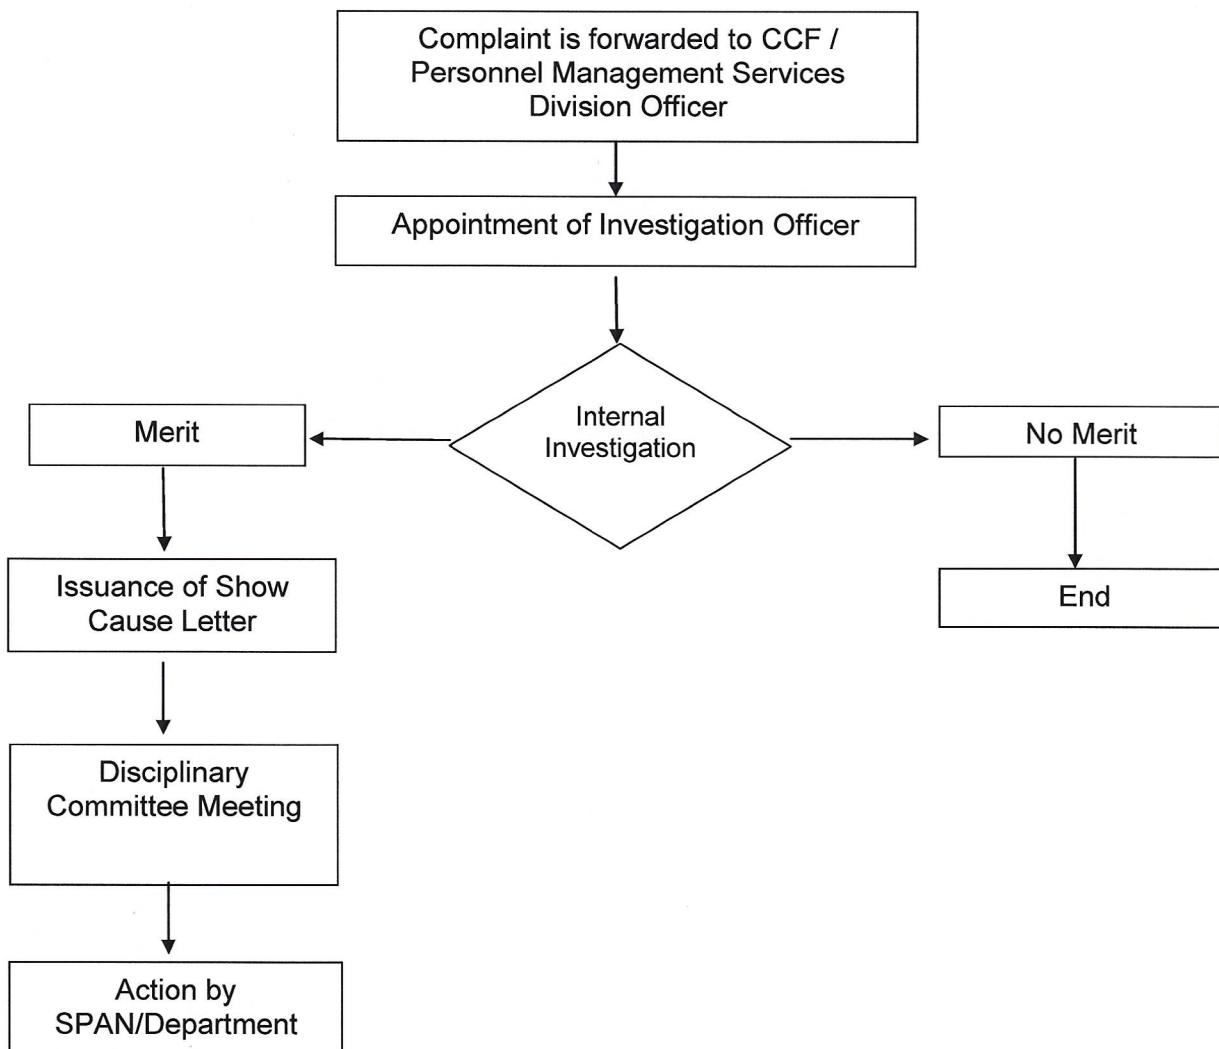 Complaint is forwarded to CCF /
Personnel Management Services
Division Officer
Appointment of Investigation Officer
Internal
Investigation
Merit
No Merit
Issuance of Show
Cause Letter
End
Disciplinary
Committee Meeting
Action by
SPAN/Department